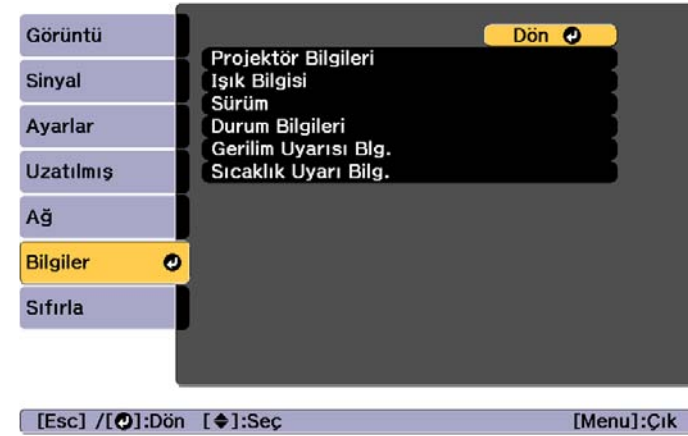 Görüntü
Sinyal
Ayarlar
Uzatılmış
Ağ
Bilgiler
Sıfırla
Dön
Projektör Bilgileri
Işık Bilgisi
Sürüm
Durum Bilgileri
Gerilim Uyarısı Blg.
Sıcaklık Uyarı Bilg.
[Esc] /[⏎]:Dön [◆]:Seç [Menu]:Çık